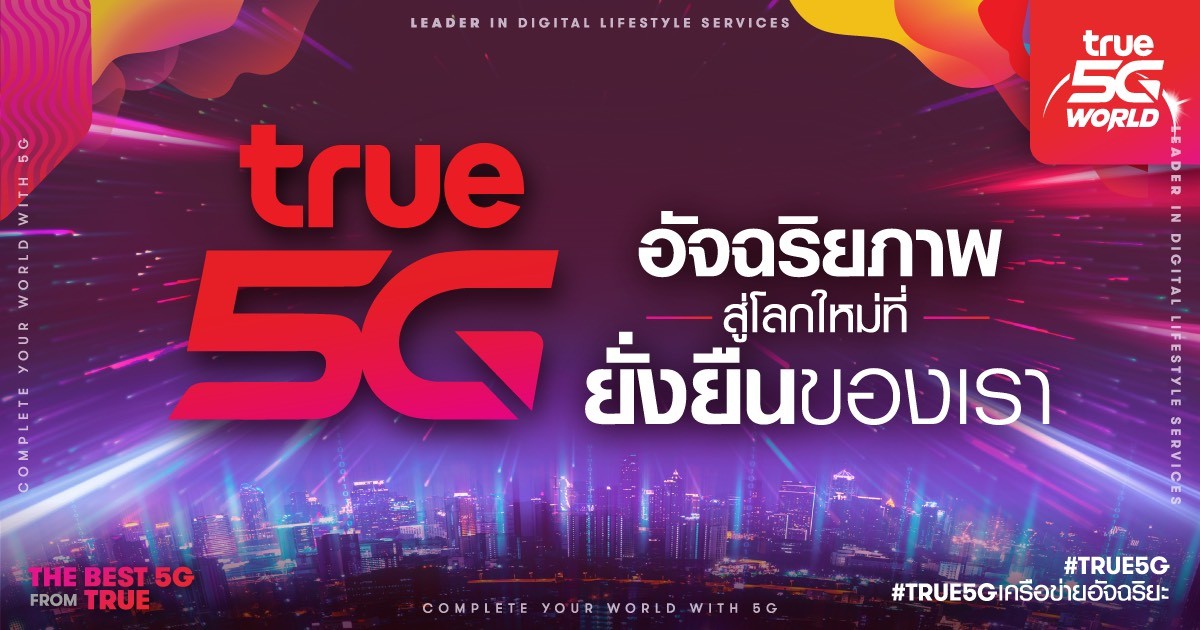 LEADER IN DIGITAL LIFESTYLE SERVICES
true
5G
WORLD
COMPLETE YOUR WORLD WITH 5G
true
5G
อัจฉริยภาพ
สู่โลกใหม่ที่
ยั่งยืนของเรา
LEADER IN DIGITAL LIFESTYLE SERVICES
THE BEST 5G
FROM TRUE
COMPLETE YOUR WORLD WITH 5G
#TRUE5G
#TRUE5Gเครือข่ายอัจฉริยะ